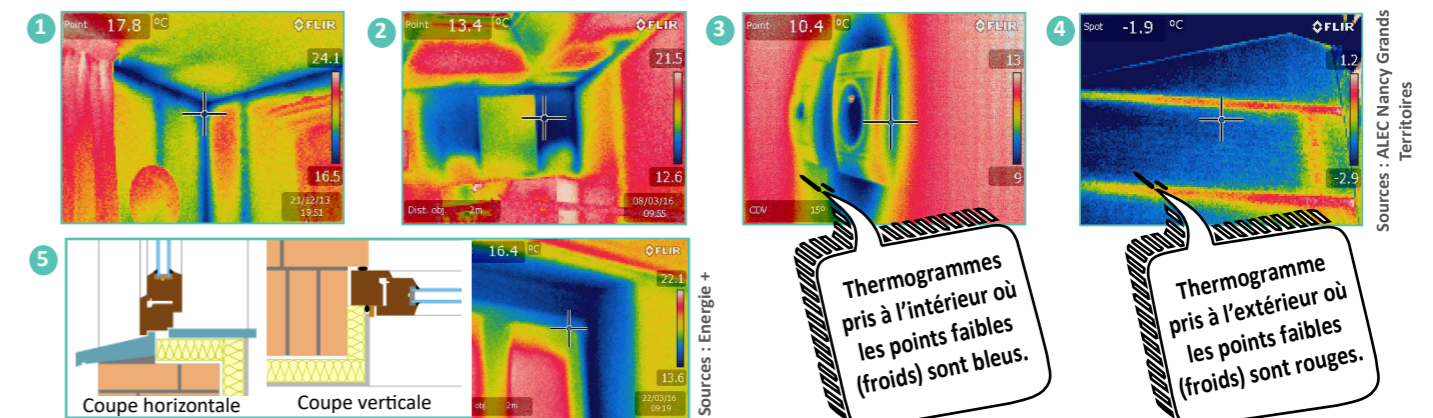 1
Point 17.8 °C
FLIR
24.1
16.5
21/12/13
19:51
2
Point 13.4 °C
FLIR
21.5
12.6
Dist. obj 2m
08/03/16
09:55
3
Point 10.4 °C
FLIR
13
9
CDV 15°
4
Spot -1.9 °C
FLIR
1.2
-2.9
Sources : ALEC Nancy Grands
Territoires
5
Coupe horizontale
Coupe verticale
16.4 °C
FLIR
22.1
13.6
obj 2m
22/03/16
09:19
Sources : Energie +
Thermogrammes
pris à l’intérieur où
les points faibles
(froids) sont bleus.
Thermogramme
pris à l’extérieur où
les points faibles
(froids) sont rouges.